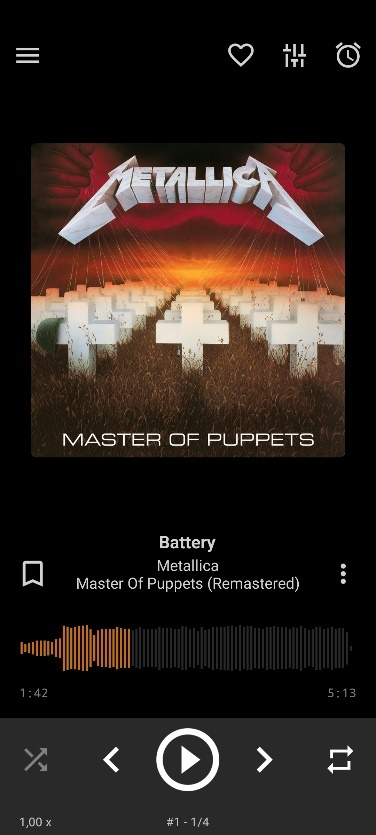 METALLICA
MASTER OF PUPPETS
Battery
Metallica
Master Of Puppets (Remastered)
1:42 5:13
1,00 x #1 - 1/4